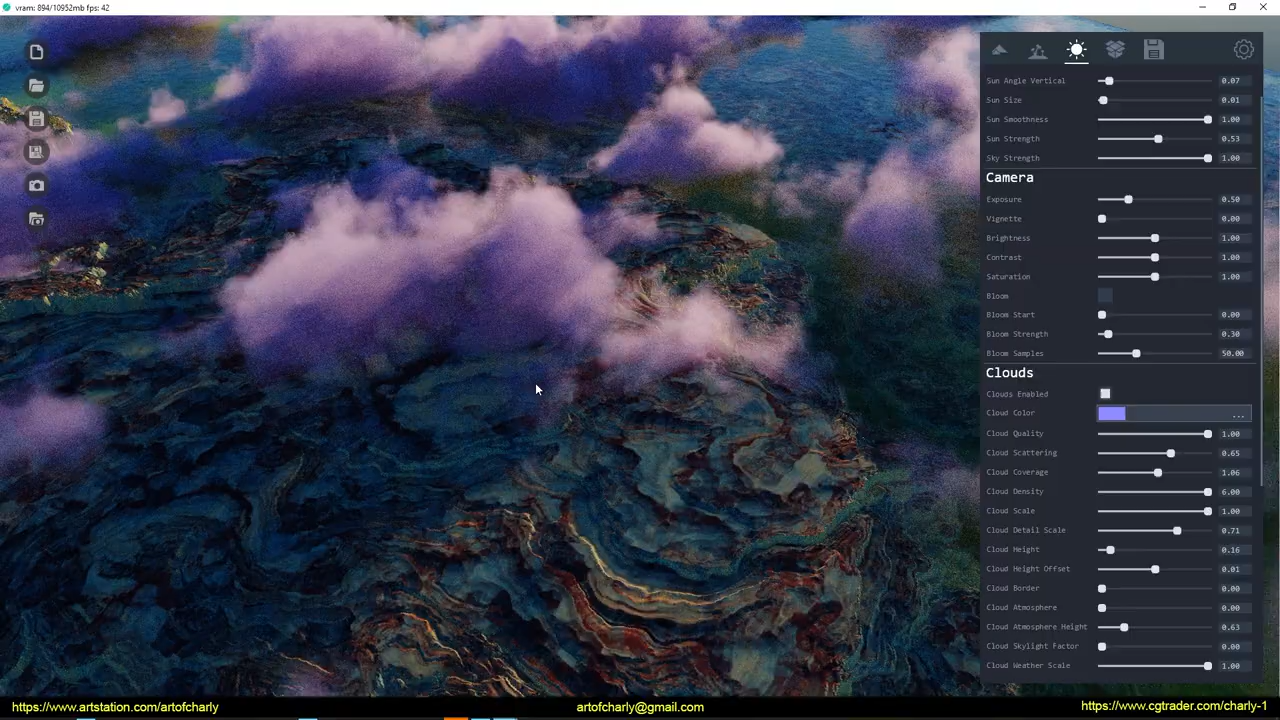 vram: 894/10952mb fps: 42
Sun Angle Vertical 0.07
Sun Size 0.01
Sun Smoothness 1.00
Sun Strength 0.53
Sky Strength 1.00
Camera
Exposure 0.50
Vignette 0.00
Brightness 1.00
Contrast 1.00
Saturation 1.00
Bloom
Bloom Start 0.00
Bloom Strength 0.30
Bloom Samples 50.00
Clouds
Clouds Enabled
Cloud Color ...
Cloud Quality 1.00
Cloud Scattering 0.65
Cloud Coverage 1.06
Cloud Density 6.00
Cloud Scale 1.00
Cloud Detail Scale 0.71
Cloud Height 0.16
Cloud Height Offset 0.01
Cloud Border 0.00
Cloud Atmosphere 0.00
Cloud Atmosphere Height 0.63
Cloud Skylight Factor 0.00
Cloud Weather Scale 1.00
https://www.artstation.com/artofcharly artofcharly@gmail.com https://www.cgtrader.com/charly-1